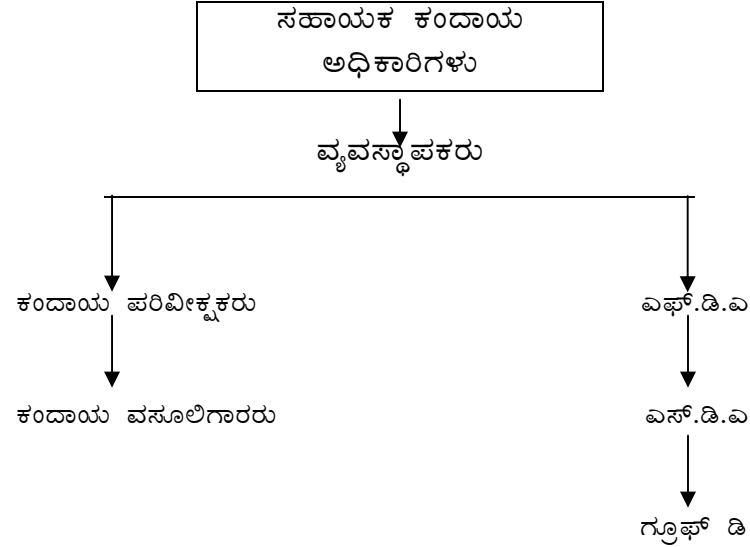 ಸಹಾಯಕ ಕಂದಾಯ
ಅಧಿಕಾರಿಗಳು
ವ್ಯವಸ್ಥಾಪಕರು
ಕಂದಾಯ ಪರಿವೀಕ್ಷಕರು
ಎಫ್.ಡಿ.ಎ
ಕಂದಾಯ ವಸೂಲಿಗಾರರು
ಎಸ್.ಡಿ.ಎ
ಗ್ರೂಫ್ ಡಿ